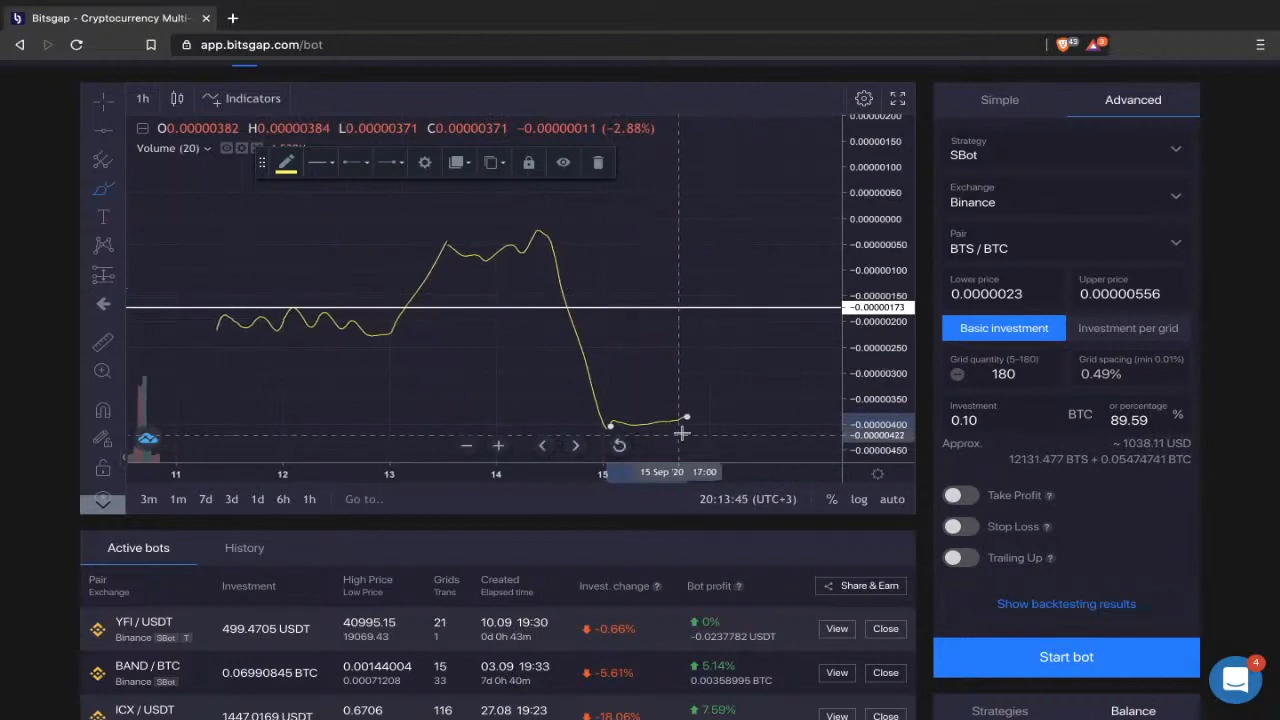 Bitsgap - Cryptocurrency Multi-
app.bitsgap.com/bot
43
3
1h
Indicators
O0.00000382 H0.00000384 L0.00000371 C0.00000371 −0.00000011 (−2.88%)
Volume (20)
0.00000200
0.00000150
0.00000100
0.00000050
0.00000000
−0.00000050
−0.00000100
−0.00000150
−0.00000173
−0.00000200
−0.00000250
−0.00000300
−0.00000350
−0.00000400
−0.00000422
−0.00000450
11 12 13 14 15
15 Sep '20 17:00
3m 1m 7d 3d 1d 6h 1h Go to..
20:13:45 (UTC+3) % log auto
Simple Advanced
Strategy
SBot
Exchange
Binance
Pair
BTS / BTC
Lower price Upper price
0.0000023 0.00000556
Basic investment Investment per grid
Grid quantity (5-180) Grid spacing (min 0.01%)
180 0.49%
Investment or percentage
0.10 BTC 89.59 %
Approx. ~ 1038.11 USD
12131.477 BTS + 0.05474741 BTC
Take Profit ?
Stop Loss ?
Trailing Up ?
Show backtesting results
Start bot
4
Strategies Balance
Active bots History
Pair Investment High Price Grids Created Invest. change ? Bot profit ? Share & Earn
Exchange Low Price Trans Elapsed time
YFI / USDT 499.4705 USDT 40995.15 21 10.09 19:30 -0.66% 0% View Close
Binance SBot T 19069.43 1 0d 0h 43m -0.0237782 USDT
BAND / BTC 0.06990845 BTC 0.00144004 15 03.09 19:33 -5.61% 5.14% View Close
Binance SBot 0.00071208 33 7d 0h 40m 0.00358995 BTC
ICX / USDT 1447.0169 USDT 0.6706 116 27.08 19:23 -18.06% 7.59% View Close